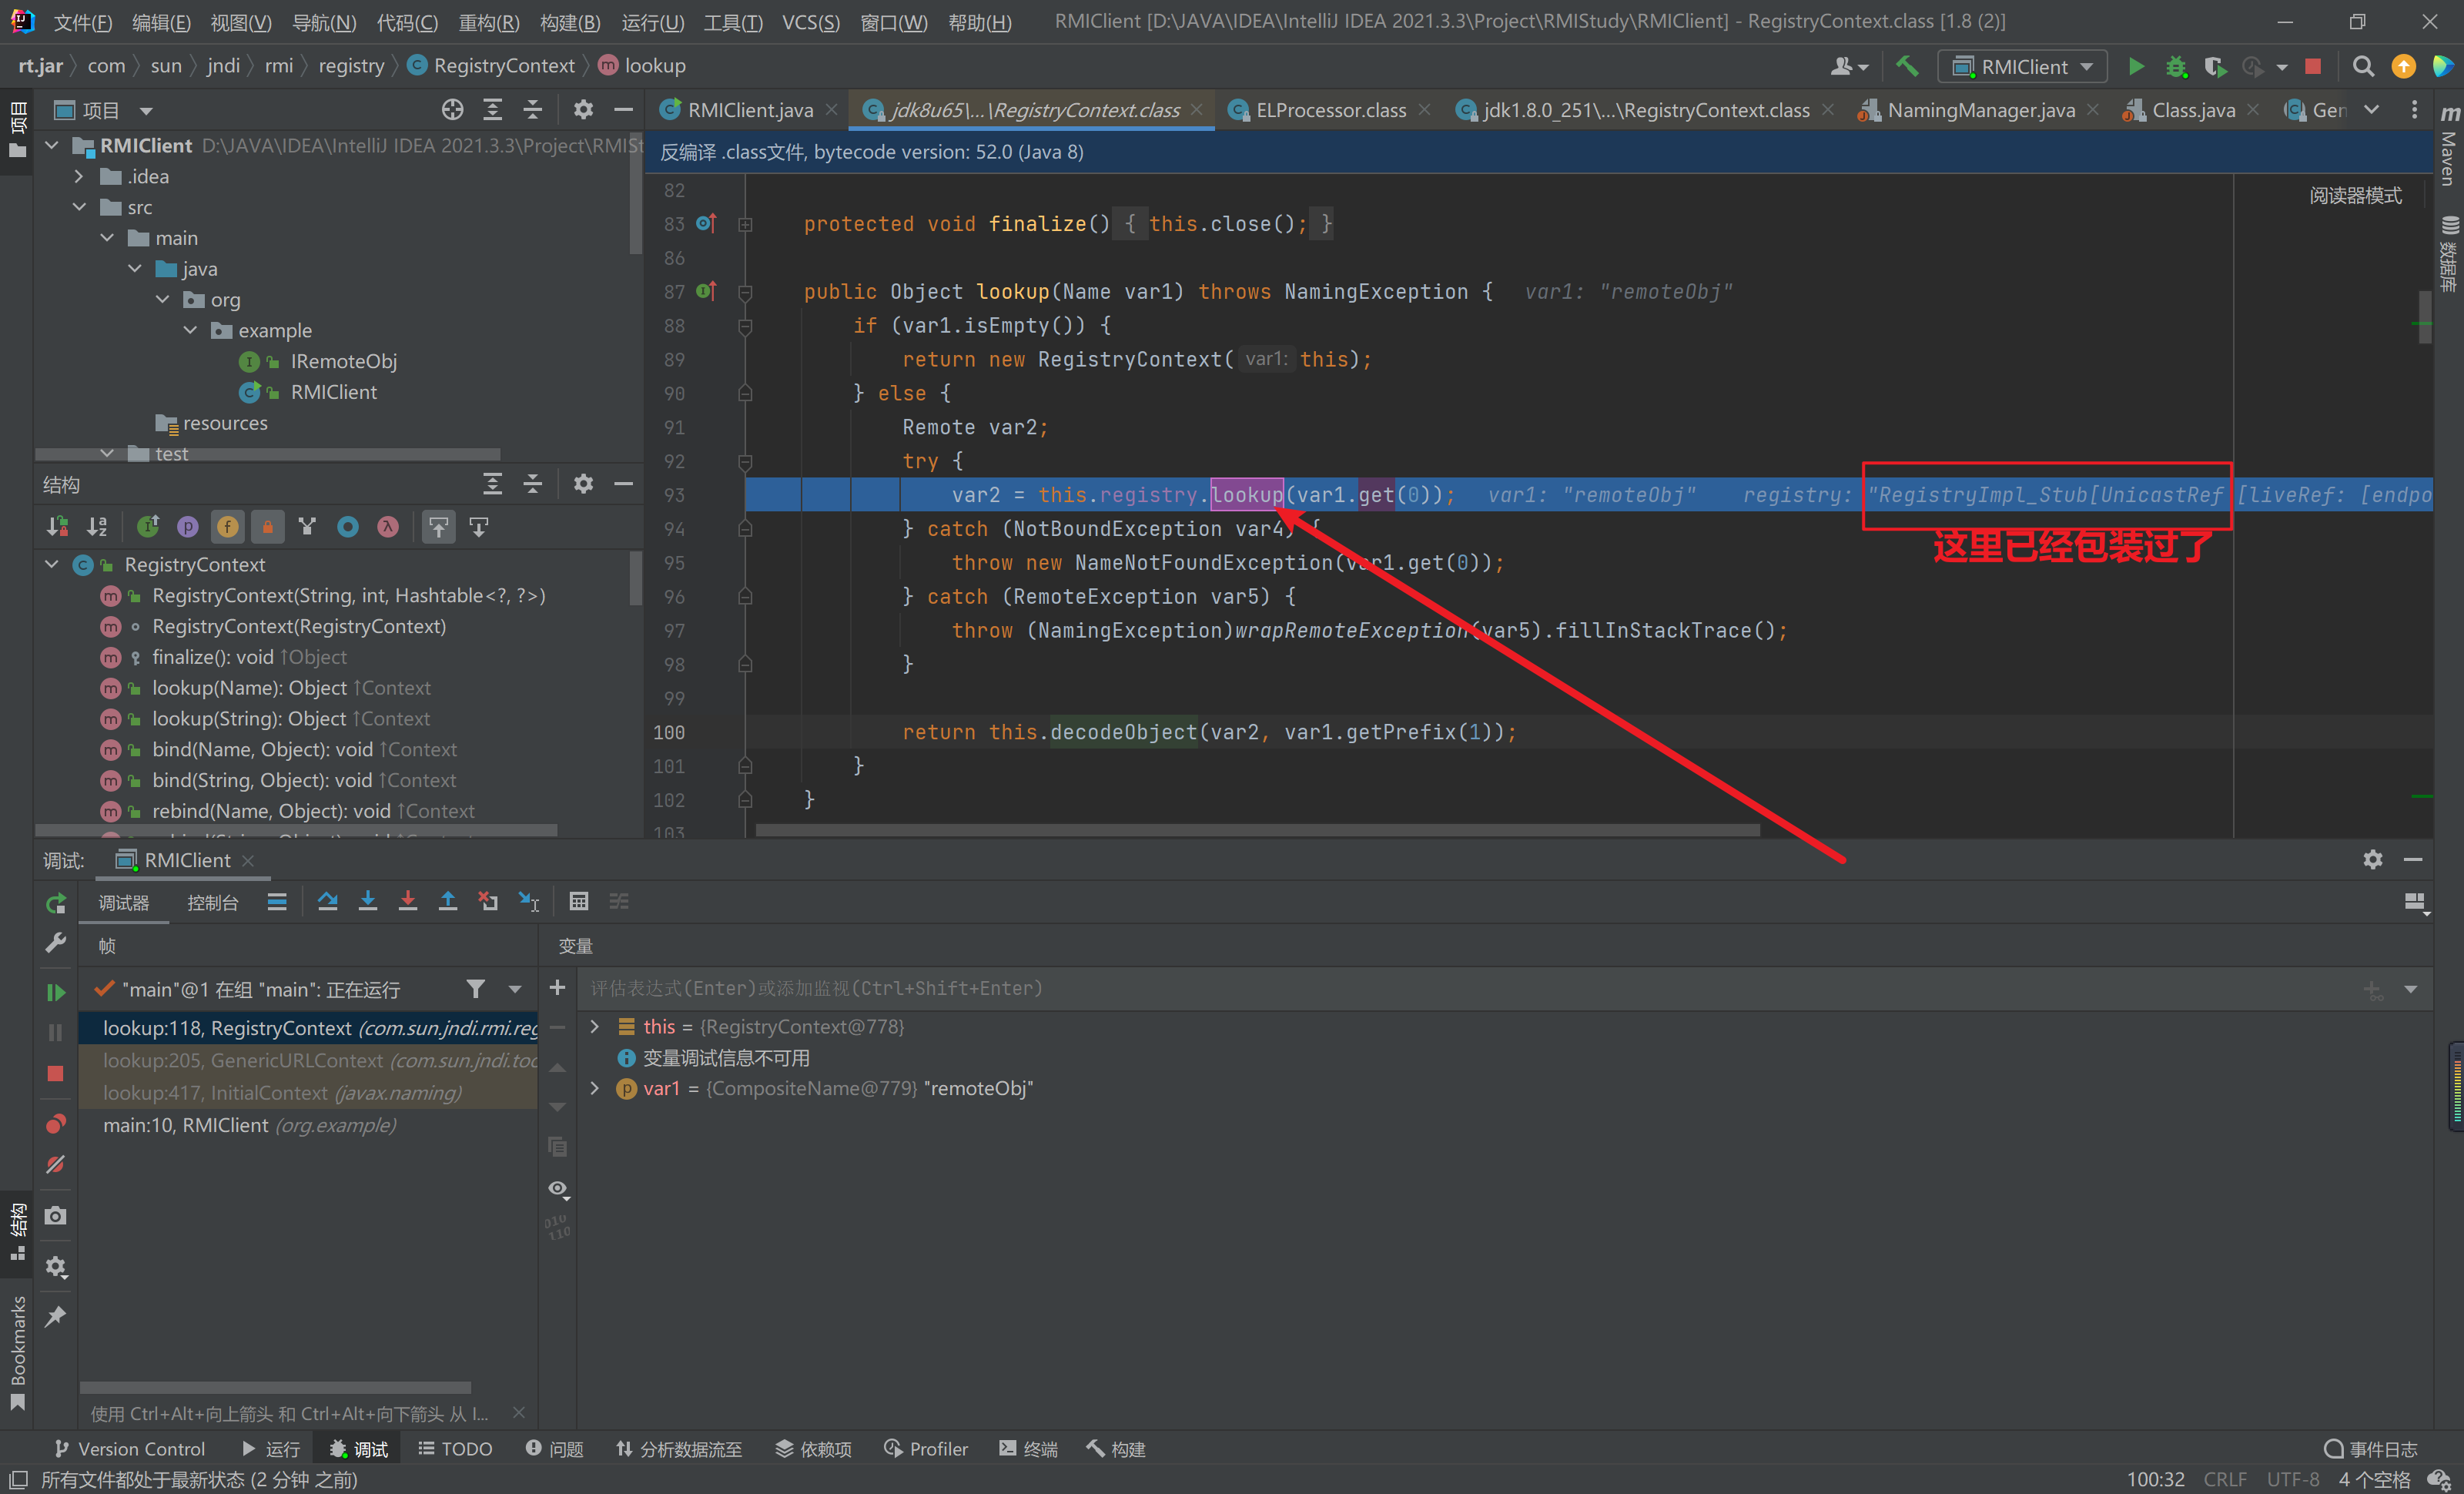 文件(F) 编辑(E) 视图(V) 导航(N) 代码(C) 重构(R) 构建(B) 运行(U) 工具(T) VCS(S) 窗口(W) 帮助(H) RMIClient [D:\JAVA\IDEA\IntelliJ IDEA 2021.3.3\Project\RMIStudy\RMIClient] - RegistryContext.class [1.8 (2)]
rt.jar com sun jndi rmi registry RegistryContext lookup RMIClient
项目 RMIClient.java jdk8u65\...\RegistryContext.class ELProcessor.class jdk1.8.0_251\...\RegistryContext.class NamingManager.java Class.java Gen
项目
RMIClient D:\JAVA\IDEA\IntelliJ IDEA 2021.3.3\Project\RMISt
.idea
src
main
java
org
example
IRemoteObj
RMIClient
resources
test
结构
RegistryContext
RegistryContext(String, int, Hashtable<?, ?>)
RegistryContext(RegistryContext)
finalize(): void ↑Object
lookup(Name): Object ↑Context
lookup(String): Object ↑Context
bind(Name, Object): void ↑Context
bind(String, Object): void ↑Context
rebind(Name, Object): void ↑Context
反编译 .class文件, bytecode version: 52.0 (Java 8)
阅读器模式
Maven
数据库
82
83 protected void finalize() { this.close(); }
86
87 public Object lookup(Name var1) throws NamingException { var1: "remoteObj"
88 if (var1.isEmpty()) {
89 return new RegistryContext( var1: this);
90 } else {
91 Remote var2;
92 try {
93 var2 = this.registry.lookup(var1.get(0)); var1: "remoteObj" registry: "RegistryImpl_Stub[UnicastRef [liveRef: [endpo
94 } catch (NotBoundException var4) {
这里已经包装过了
95 throw new NameNotFoundException(var1.get(0));
96 } catch (RemoteException var5) {
97 throw (NamingException)wrapRemoteException(var5).fillInStackTrace();
98 }
99
100 return this.decodeObject(var2, var1.getPrefix(1));
101 }
102 }
103
调试: RMIClient
调试器 控制台
帧 变量
"main"@1 在组 "main": 正在运行
评估表达式(Enter)或添加监视(Ctrl+Shift+Enter)
lookup:118, RegistryContext (com.sun.jndi.rmi.reg
lookup:205, GenericURLContext (com.sun.jndi.too
lookup:417, InitialContext (javax.naming)
main:10, RMIClient (org.example)
this = {RegistryContext@778}
变量调试信息不可用
var1 = {CompositeName@779} "remoteObj"
结构
Bookmarks
使用 Ctrl+Alt+向上箭头 和 Ctrl+Alt+向下箭头 从 I...
Version Control 运行 调试 TODO 问题 分析数据流至 依赖项 Profiler 终端 构建 事件日志
所有文件都处于最新状态 (2 分钟 之前) 100:32 CRLF UTF-8 4 个空格